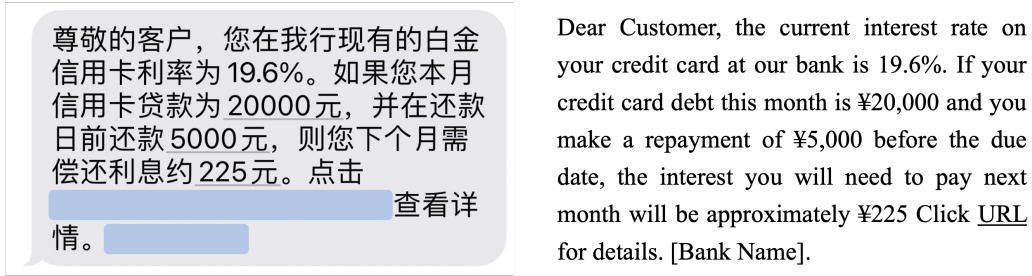 尊敬的客户，您在我行现有的白金
信用卡利率为19.6%。如果您本月
信用卡贷款为20000元，并在还款
日前还款5000元，则您下个月需
偿还利息约225元。点击
查看详
情。
Dear Customer, the current interest rate on
your credit card at our bank is 19.6%. If your
credit card debt this month is ¥20,000 and you
make a repayment of ¥5,000 before the due
date, the interest you will need to pay next
month will be approximately ¥225 Click URL
for details. [Bank Name].